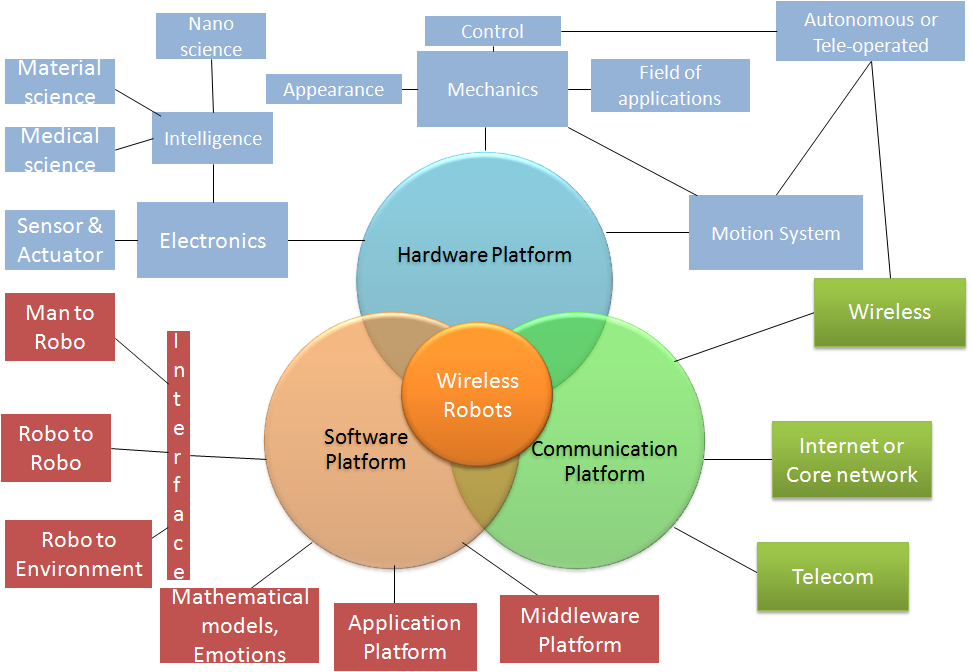 Nano
science
Control
Autonomous or
Tele-operated
Material
science
Appearance
Mechanics
Field of
applications
Medical
science
Intelligence
Sensor &
Actuator
Electronics
Hardware Platform
Motion System
Man to
Robo
Wireless
Interface
Wireless
Robots
Robo to
Robo
Software
Platform
Communication
Platform
Internet or
Core network
Robo to
Environment
Telecom
Mathematical
models,
Emotions
Application
Platform
Middleware
Platform